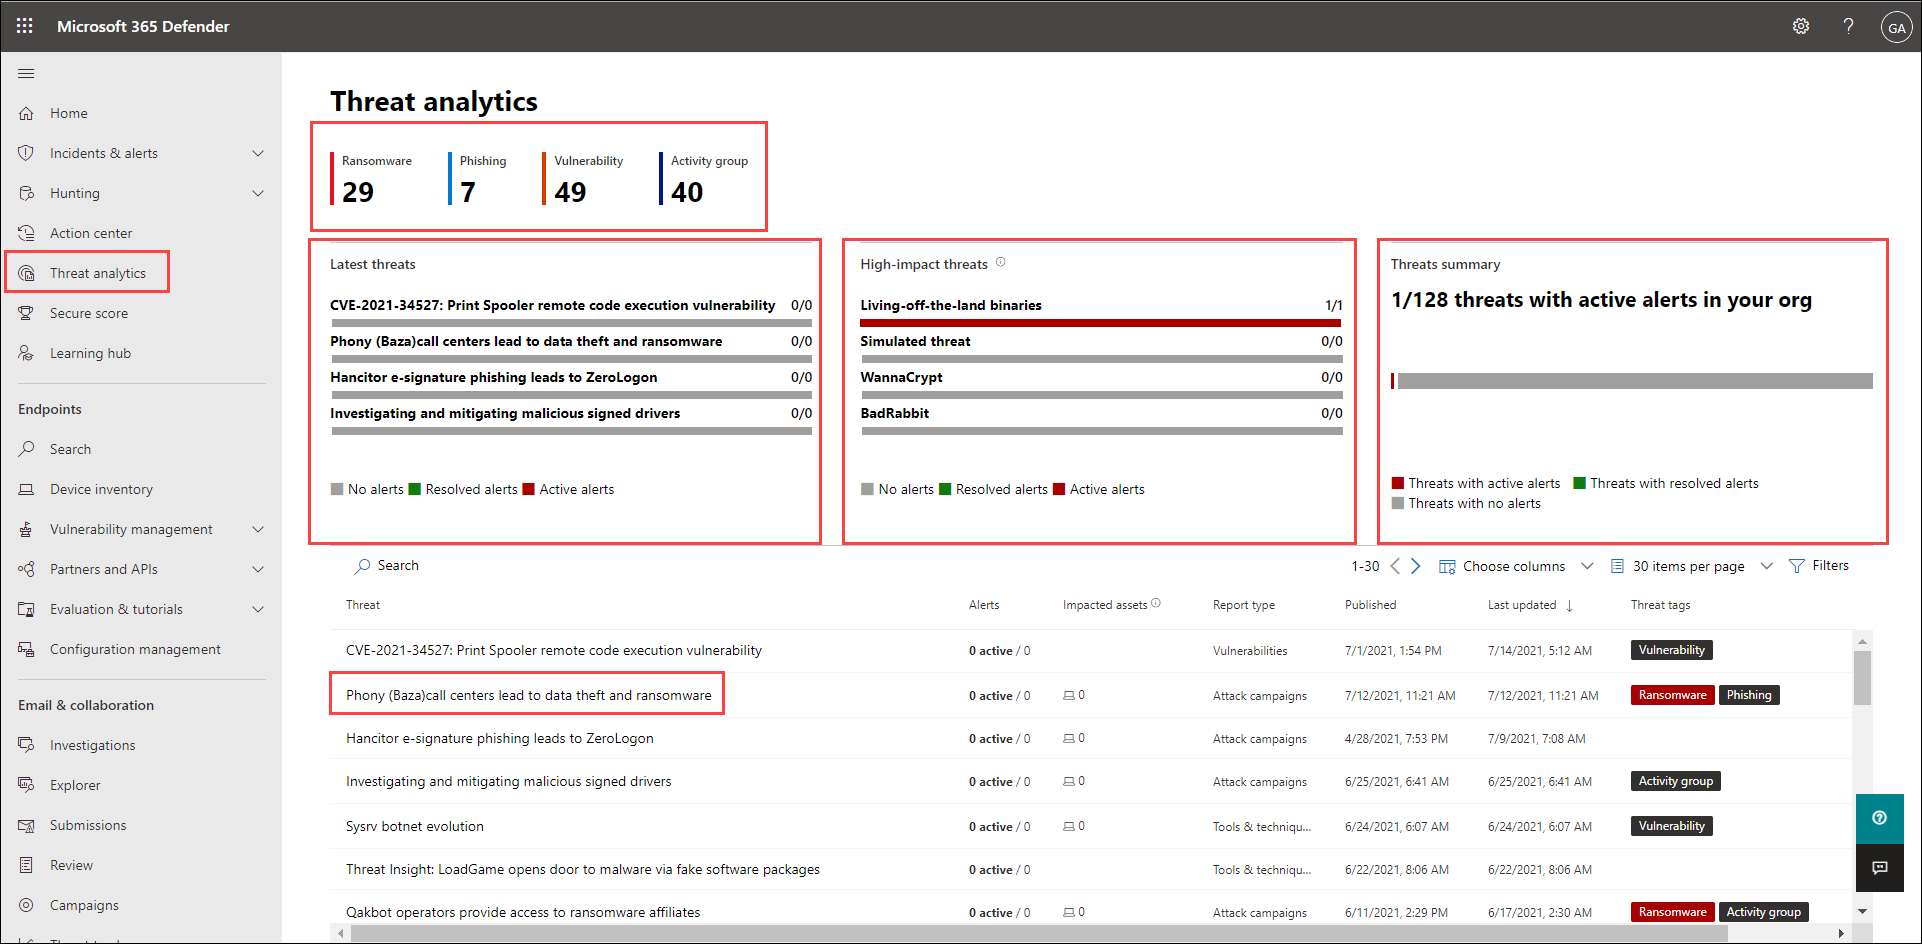 Microsoft 365 Defender
GA
Home
Incidents & alerts
Hunting
Action center
Threat analytics
Secure score
Learning hub
Endpoints
Search
Device inventory
Vulnerability management
Partners and APIs
Evaluation & tutorials
Configuration management
Email & collaboration
Investigations
Explorer
Submissions
Review
Campaigns
Threat analytics
Ransomware
29
Phishing
7
Vulnerability
49
Activity group
40
Latest threats
CVE-2021-34527: Print Spooler remote code execution vulnerability 0/0
Phony (Baza)call centers lead to data theft and ransomware 0/0
Hancitor e-signature phishing leads to ZeroLogon 0/0
Investigating and mitigating malicious signed drivers 0/0
No alerts Resolved alerts Active alerts
High-impact threats
Living-off-the-land binaries 1/1
Simulated threat 0/0
WannaCrypt 0/0
BadRabbit 0/0
No alerts Resolved alerts Active alerts
Threats summary
1/128 threats with active alerts in your org
Threats with active alerts Threats with resolved alerts
Threats with no alerts
Search 1-30 Choose columns 30 items per page Filters
Threat Alerts Impacted assets Report type Published Last updated ↓ Threat tags
CVE-2021-34527: Print Spooler remote code execution vulnerability 0 active / 0 Vulnerabilities 7/1/2021, 1:54 PM 7/14/2021, 5:12 AM Vulnerability
Phony (Baza)call centers lead to data theft and ransomware 0 active / 0 0 Attack campaigns 7/12/2021, 11:21 AM 7/12/2021, 11:21 AM Ransomware Phishing
Hancitor e-signature phishing leads to ZeroLogon 0 active / 0 0 Attack campaigns 4/28/2021, 7:53 PM 7/9/2021, 7:08 AM
Investigating and mitigating malicious signed drivers 0 active / 0 0 Attack campaigns 6/25/2021, 6:41 AM 6/25/2021, 6:41 AM Activity group
Sysrv botnet evolution 0 active / 0 0 Tools & techniqu... 6/24/2021, 6:07 AM 6/24/2021, 6:07 AM Vulnerability
Threat Insight: LoadGame opens door to malware via fake software packages 0 active / 0 Tools & techniqu... 6/22/2021, 8:06 AM 6/22/2021, 8:06 AM
Qakbot operators provide access to ransomware affiliates 0 active / 0 0 Attack campaigns 6/11/2021, 2:29 PM 6/17/2021, 2:30 AM Ransomware Activity group